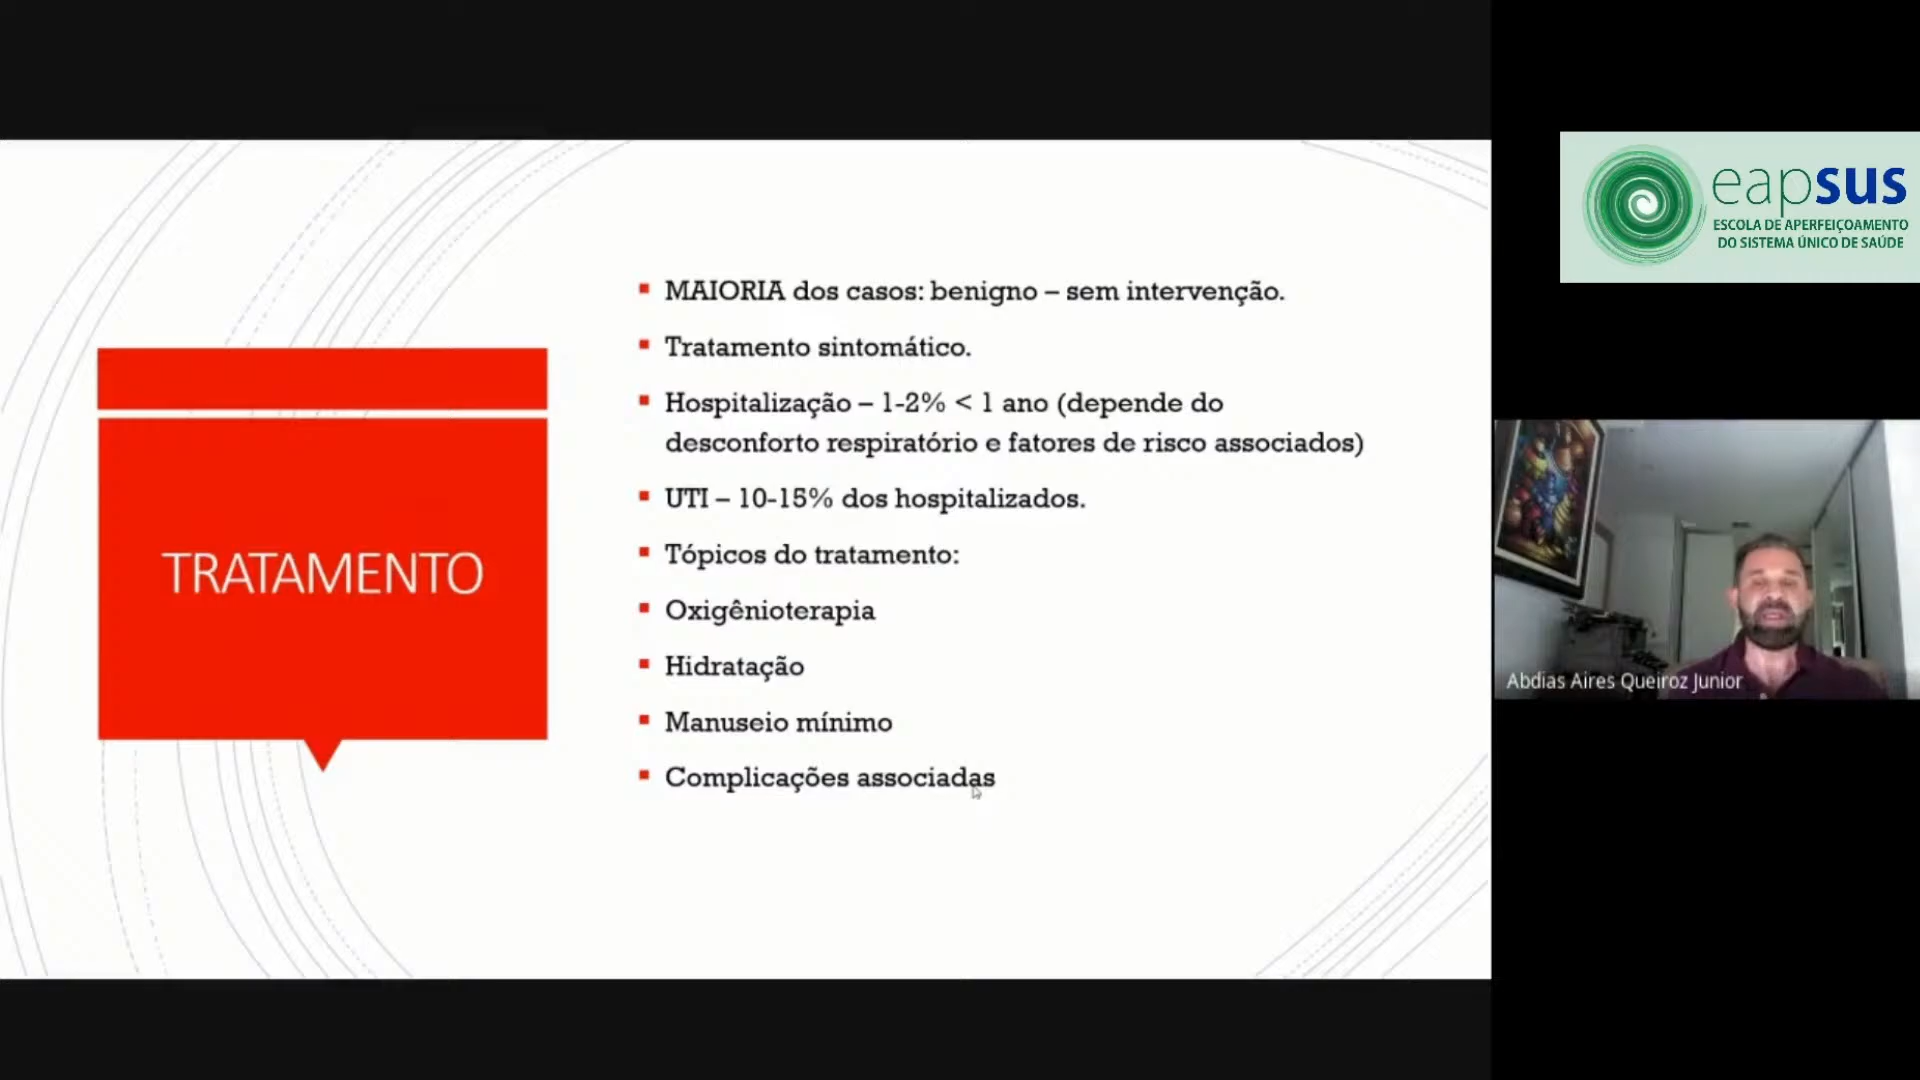 TRATAMENTO
MAIORIA dos casos: benigno – sem intervenção.
Tratamento sintomático.
Hospitalização – 1-2% < 1 ano (depende do
desconforto respiratório e fatores de risco associados)
UTI – 10-15% dos hospitalizados.
Tópicos do tratamento:
Oxigênioterapia
Hidratação
Manuseio mínimo
Complicações associadas
eapsus
ESCOLA DE APERFEIÇOAMENTO
DO SISTEMA ÚNICO DE SAÚDE
Abdias Aires Queiroz Junior